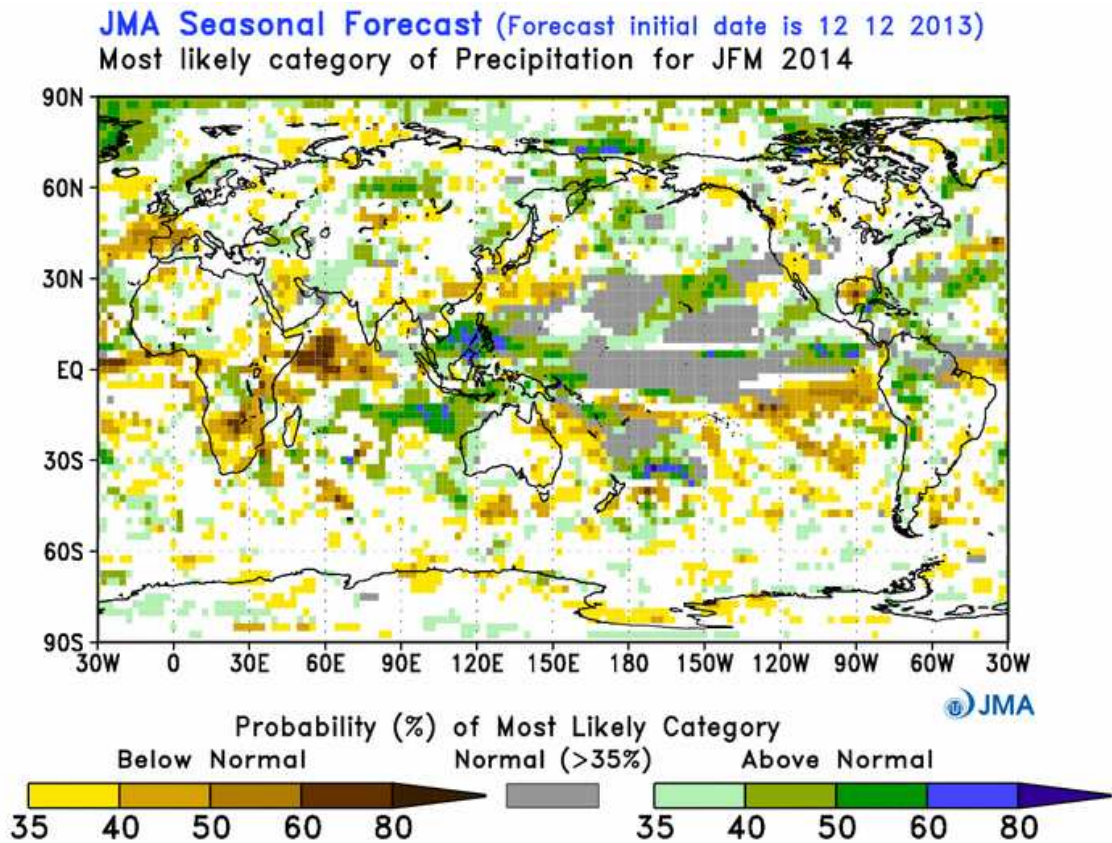 JMA Seasonal Forecast (Forecast initial date is 12 12 2013)
Most likely category of Precipitation for JFM 2014
90N
60N
30N
EQ
30S
60S
90S
30W 0 30E 60E 90E 120E 150E 180 150W 120W 90W 60W 30W
JMA
Probability (%) of Most Likely Category
Below Normal Normal (>35%) Above Normal
35 40 50 60 80 35 40 50 60 80